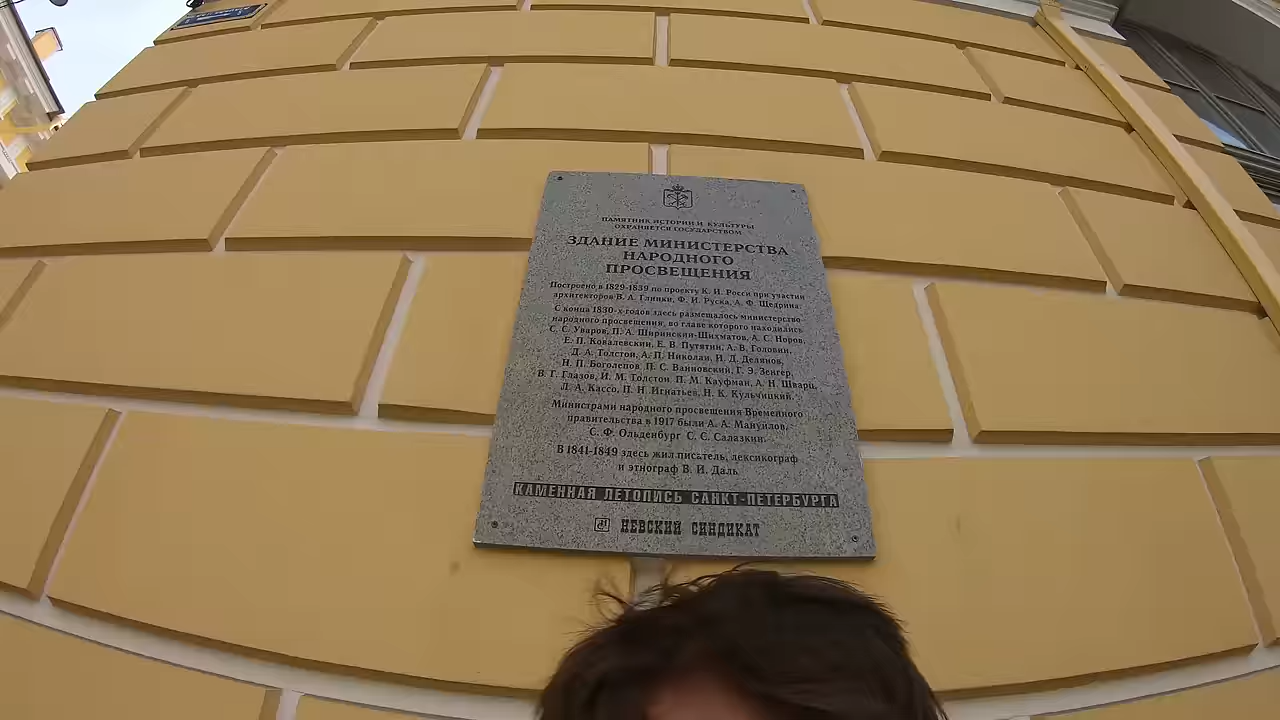 ПАМЯТНИК ИСТОРИИ И КУЛЬТУРЫ
ОХРАНЯЕТСЯ ГОСУДАРСТВОМ
ЗДАНИЕ МИНИСТЕРСТВА
НАРОДНОГО
ПРОСВЕЩЕНИЯ
Построено в 1829-1839 по проекту К. И. Росси при участии
архитекторов В. А. Глинки, Ф. И. Руска, А. Ф. Щедрина.
С конца 1830-х годов здесь размещалось министерство
народного просвещения, во главе которого находились
С. С. Уваров, П. А. Ширинский-Шихматов, А. С. Норов,
Е. П. Ковалевский, Е. В. Путятин, А. В. Головин,
Д. А. Толстой, А. П. Николаи, И. Д. Делянов,
Н. П. Боголепов, П. С. Ванновский, Г. Э. Зенгер,
В. Г. Глазов, И. М. Толстой, П. М. Кауфман, А. Н. Шварц,
Л. А. Кассо, П. Н. Игнатьев, Н. К. Кульчицкий.
Министрами народного просвещения Временного
правительства в 1917 были А. А. Мануйлов,
С. Ф. Ольденбург С. С. Салазкин.
В 1841-1849 здесь жил писатель, лексикограф
и этнограф В. И. Даль
КАМЕННАЯ ЛЕТОПИСЬ САНКТ-ПЕТЕРБУРГА
НЕВСКИЙ СИНДИКАТ